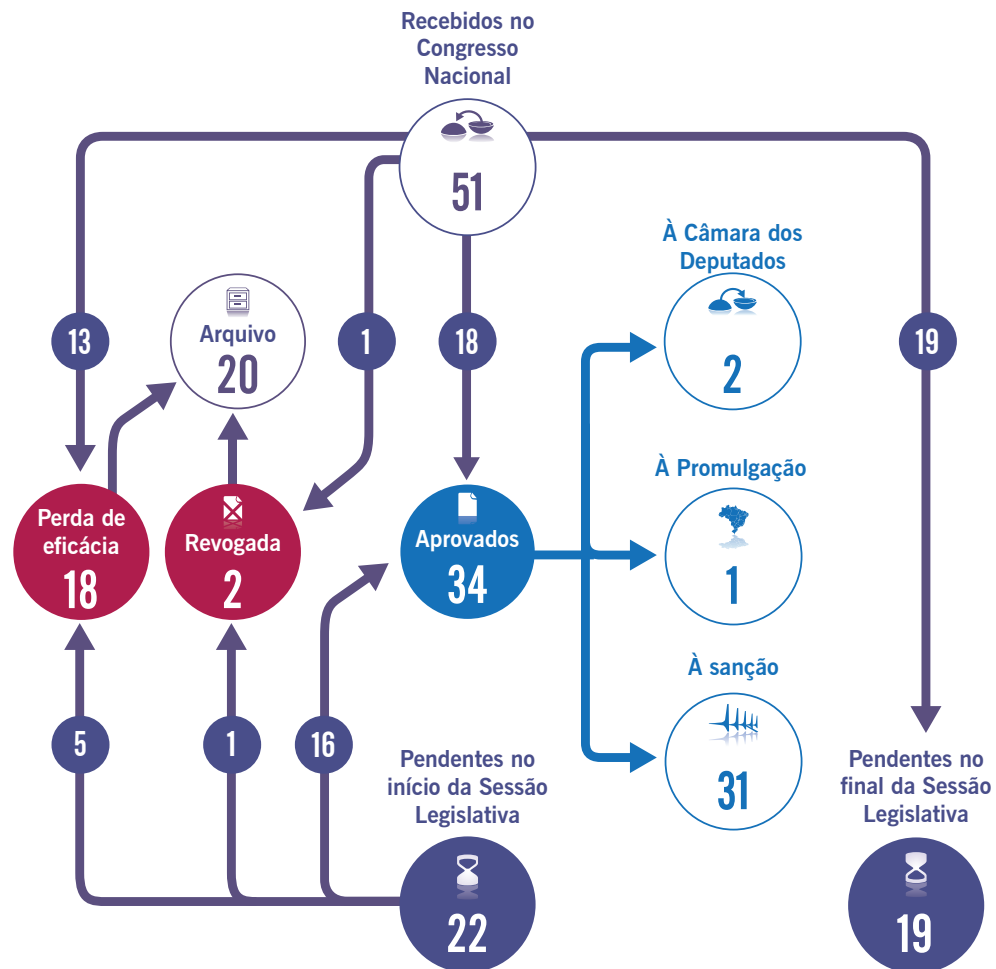 Recebidos no
Congresso
Nacional
51
À Câmara dos
Deputados
2
13
Arquivo
20
1
18
19
À Promulgação
1
Perda de
eficácia
18
Revogada
2
Aprovados
34
À sanção
31
5
1
16
Pendentes no
início da Sessão
Legislativa
22
Pendentes no
final da Sessão
Legislativa
19